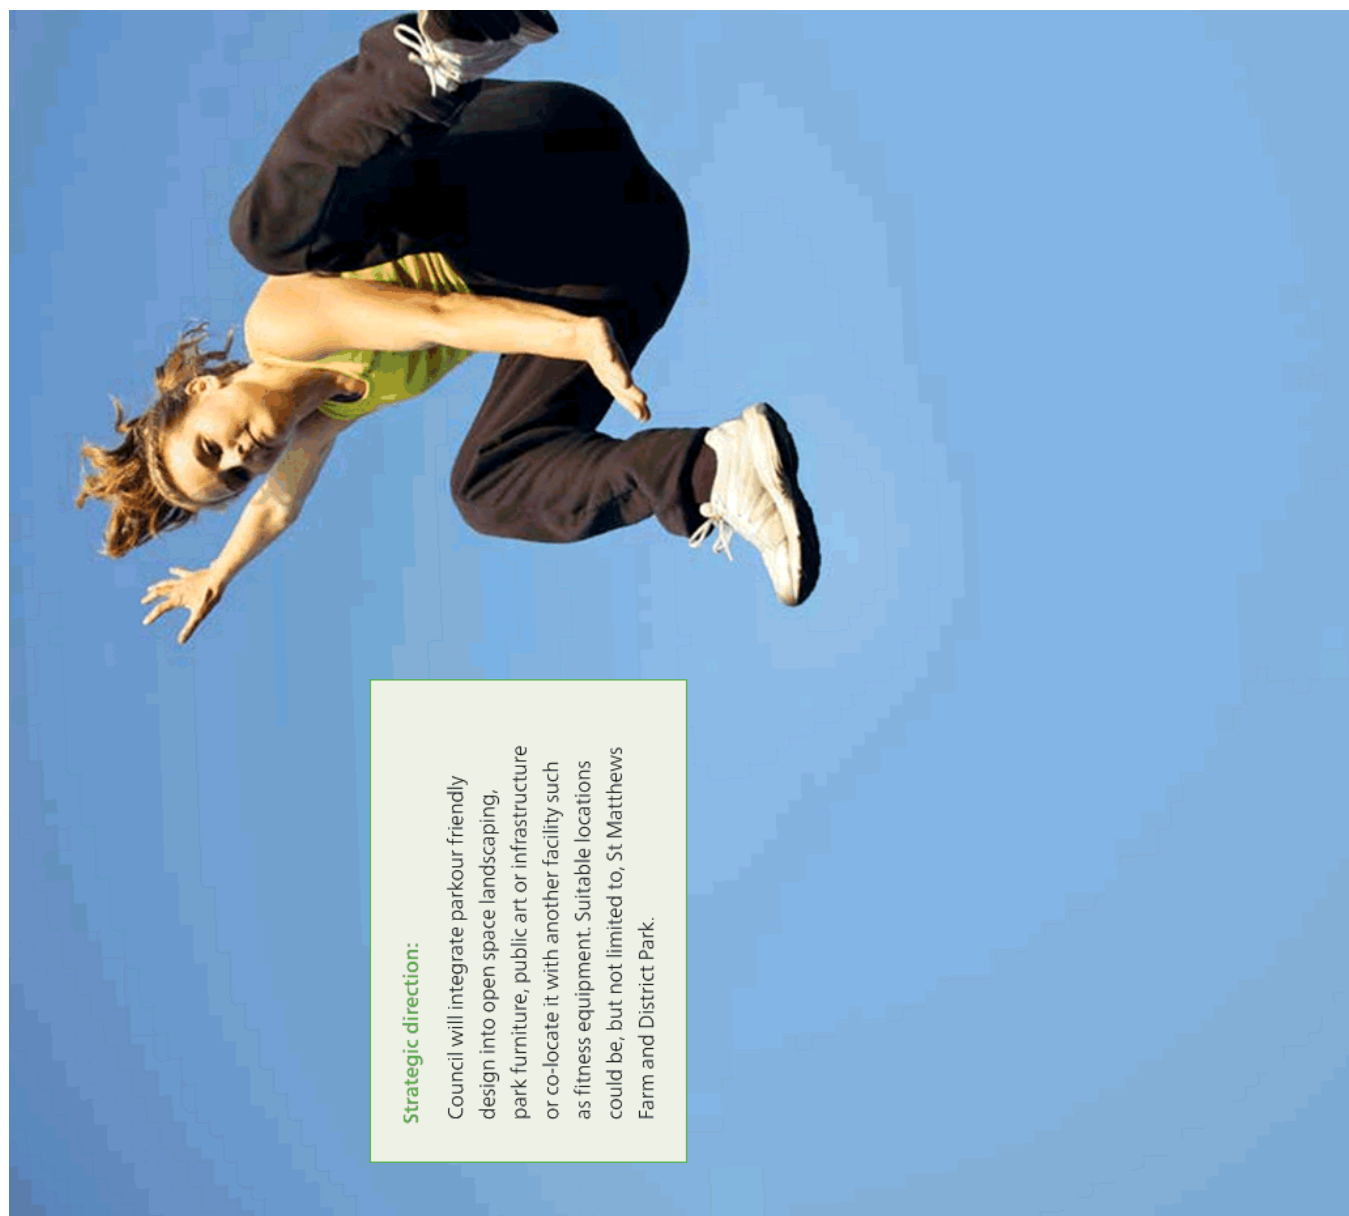 Strategic direction:
Council will integrate parkour friendly
design into open space landscaping,
park furniture, public art or infrastructure
or co-locate it with another facility such
as fitness equipment. Suitable locations
could be, but not limited to, St Matthews
Farm and District Park.